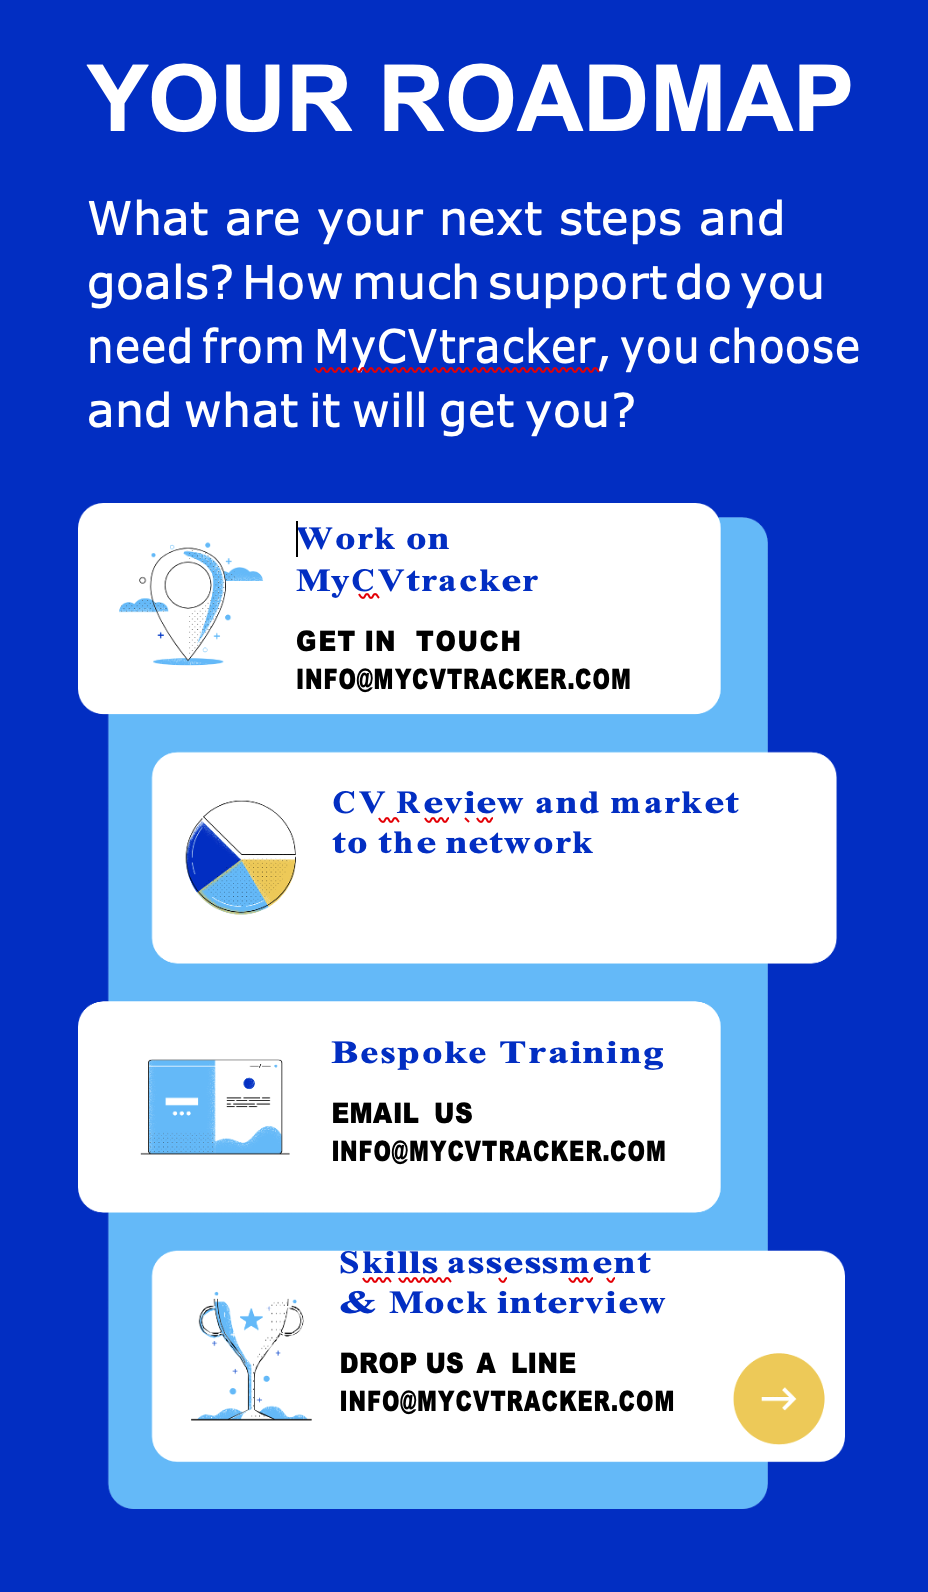 YOUR ROADMAP
What are your next steps and
goals? How much support do you
need from MyCVtracker, you choose
and what it will get you?
Work on
MyCVtracker
GET IN TOUCH
INFO@MYCVTRACKER.COM
CV Review and market
to the network
Bespoke Training
EMAIL US
INFO@MYCVTRACKER.COM
Skills assessment
& Mock interview
DROP US A LINE
INFO@MYCVTRACKER.COM